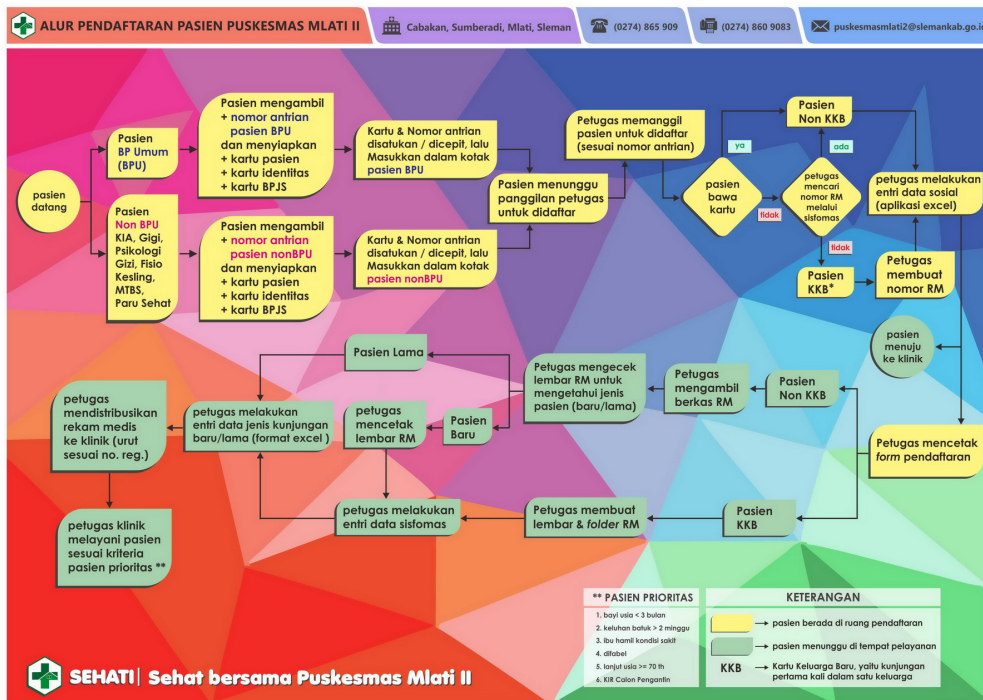 ALUR PENDAFTARAN PASIEN PUSKESMAS MLATI II
Cabakan, Sumberadi, Mlati, Sleman
(0274) 865 909
(0274) 860 9083
puskesmasmlati2@slemankab.go.i
pasien
datang
Pasien
BP Umum
(BPU)
Pasien
Non BPU
KIA, Gigi,
Psikologi
Gizi, Fisio
Kesling,
MTBS,
Paru Sehat
Pasien mengambil
+ nomor antrian
pasien BPU
dan menyiapkan
+ kartu pasien
+ kartu identitas
+ kartu BPJS
Pasien mengambil
+ nomor antrian
pasien nonBPU
dan menyiapkan
+ kartu pasien
+ kartu identitas
+ kartu BPJS
Kartu & Nomor antrian
disatukan / dicepit, lalu
Masukkan dalam kotak
pasien BPU
Kartu & Nomor antrian
disatukan / dicepit, lalu
Masukkan dalam kotak
pasien nonBPU
Pasien menunggu
panggilan petugas
untuk didaftar
Petugas memanggil
pasien untuk didaftar
(sesuai nomor antrian)
pasien
bawa
kartu
ya
tidak
Pasien
Non KKB
ada
petugas
mencari
nomor RM
melalui
sisfomas
tidak
Pasien
KKB*
Petugas
membuat
nomor RM
petugas melakukan
entri data sosial
(aplikasi excel)
pasien
menuju
ke klinik
Petugas mencetak
form pendaftaran
Pasien
Non KKB
Petugas
mengambil
berkas RM
Petugas mengecek
lembar RM untuk
mengetahui jenis
pasien (baru/lama)
Pasien Lama
Pasien
Baru
petugas
mencetak
lembar RM
petugas melakukan
entri data jenis kunjungan
baru/lama (format excel )
petugas
mendistribusikan
rekam medis
ke klinik (urut
sesuai no. reg.)
Pasien
KKB
Petugas membuat
lembar & folder RM
petugas melakukan
entri data sisfomas
petugas klinik
melayani pasien
sesuai kriteria
pasien prioritas **
** PASIEN PRIORITAS
1. bayi usia < 3 bulan
2. keluhan batuk > 2 minggu
3. ibu hamil kondisi sakit
4. difabel
5. lanjut usia >= 70 th
6. KIR Calon Pengantin
KETERANGAN
pasien berada di ruang pendaftaran
pasien menunggu di tempat pelayanan
KKB
Kartu Keluarga Baru, yaitu kunjungan
pertama kali dalam satu keluarga
SEHATI | Sehat bersama Puskesmas Mlati II